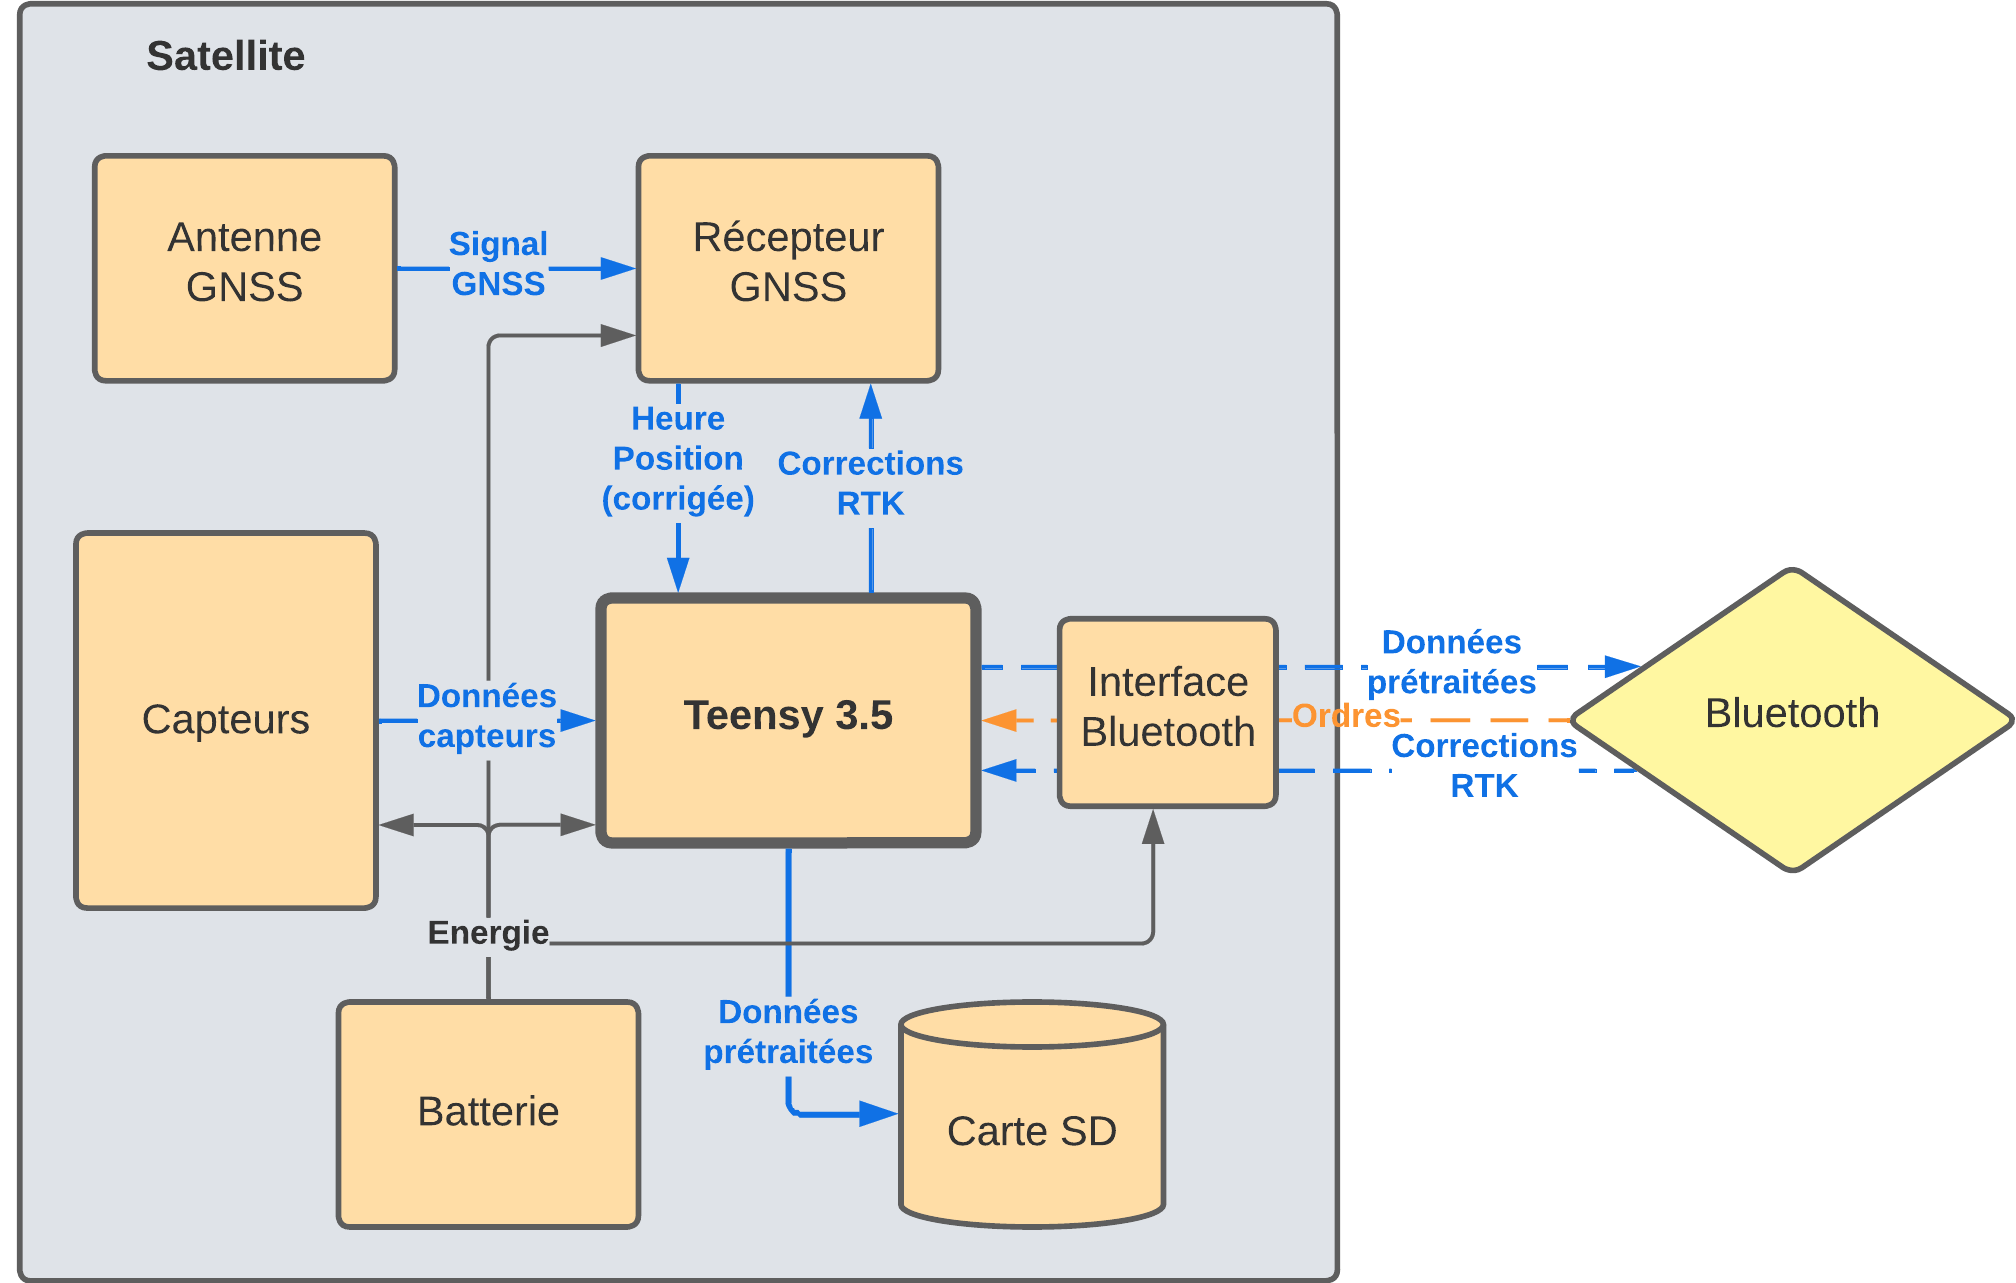 Satellite
Antenne
GNSS
Signal
GNSS
Récepteur
GNSS
Heure
Position
(corrigée)
Corrections
RTK
Capteurs
Données
capteurs
Teensy 3.5
Interface
Bluetooth
Données
prétraitées
Ordres
Corrections
RTK
Bluetooth
Energie
Batterie
Données
prétraitées
Carte SD